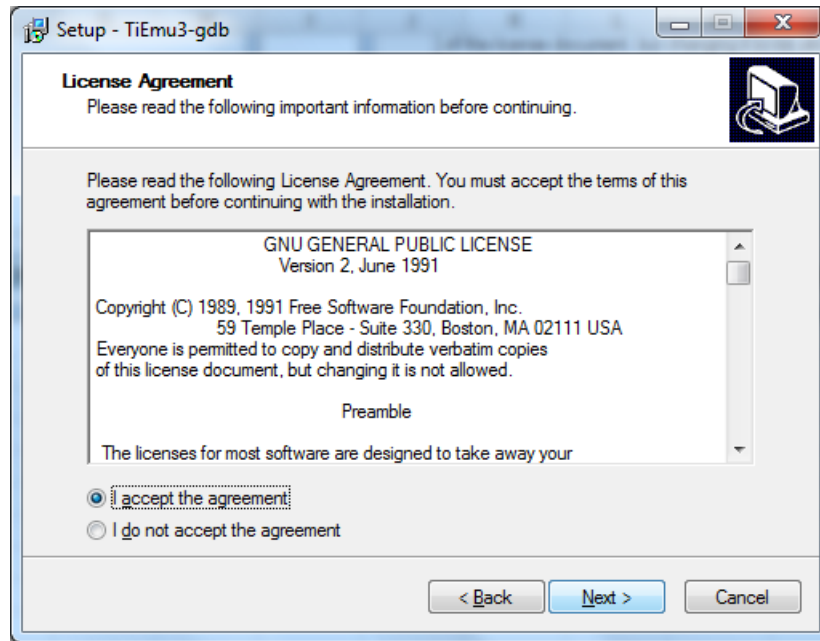 Setup - TiEmu3-gdb
License Agreement
Please read the following important information before continuing.
Please read the following License Agreement. You must accept the terms of this
agreement before continuing with the installation.
GNU GENERAL PUBLIC LICENSE
Version 2, June 1991
Copyright (C) 1989, 1991 Free Software Foundation, Inc.
59 Temple Place - Suite 330, Boston, MA 02111 USA
Everyone is permitted to copy and distribute verbatim copies
of this license document, but changing it is not allowed.
Preamble
The licenses for most software are designed to take away your
I accept the agreement
I do not accept the agreement
< Back
Next >
Cancel